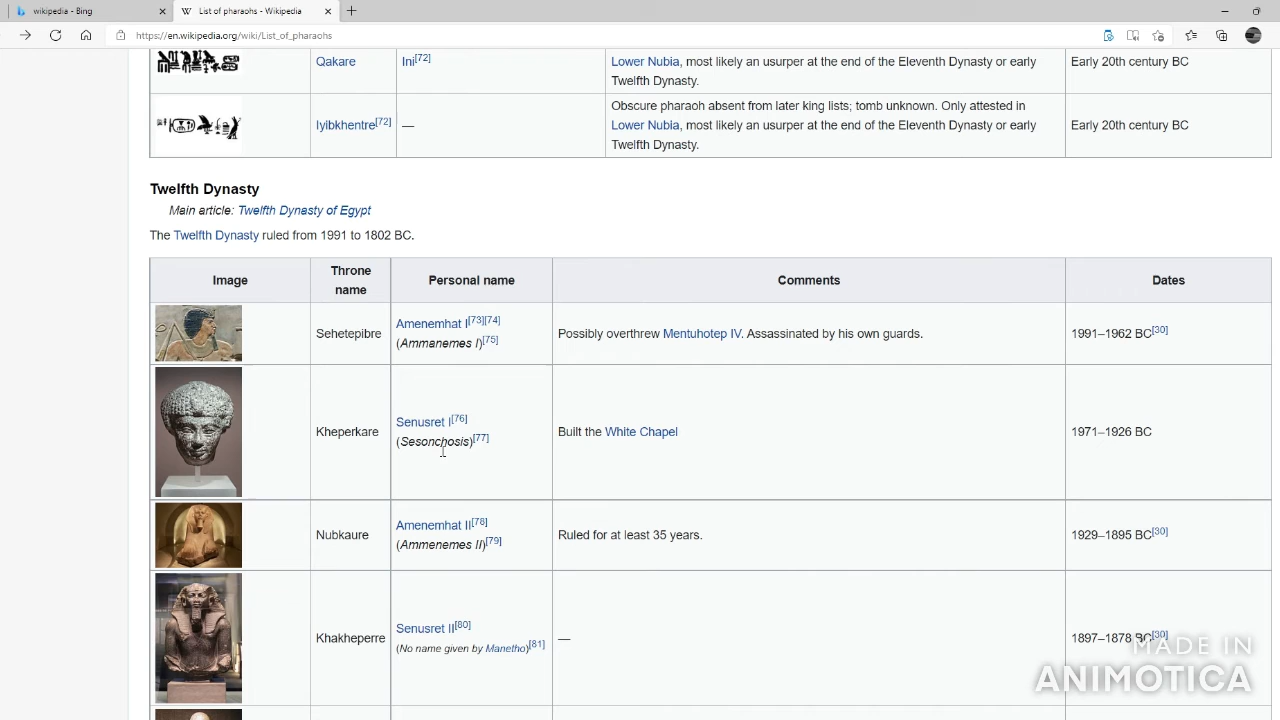 wikipedia - Bing
List of pharaohs - Wikipedia
https://en.wikipedia.org/wiki/List_of_pharaohs
Qakare
Ini[72]
Lower Nubia, most likely an usurper at the end of the Eleventh Dynasty or early
Twelfth Dynasty.
Early 20th century BC
Iyibkhentre[72]
—
Obscure pharaoh absent from later king lists; tomb unknown. Only attested in
Lower Nubia, most likely an usurper at the end of the Eleventh Dynasty or early
Twelfth Dynasty.
Early 20th century BC
Twelfth Dynasty
Main article: Twelfth Dynasty of Egypt
The Twelfth Dynasty ruled from 1991 to 1802 BC.
Image
Throne
name
Personal name
Comments
Dates
Sehetepibre
Amenemhat I[73][74]
(Ammanemes I)[75]
Possibly overthrew Mentuhotep IV. Assassinated by his own guards.
1991–1962 BC[30]
Kheperkare
Senusret I[76]
(Sesonchosis)[77]
Built the White Chapel
1971–1926 BC
Nubkaure
Amenemhat II[78]
(Ammenemes II)[79]
Ruled for at least 35 years.
1929–1895 BC[30]
Khakheperre
Senusret II[80]
(No name given by Manetho)[81]
—
1897–1878 BC[30]
MADE IN
ANIMOTICA